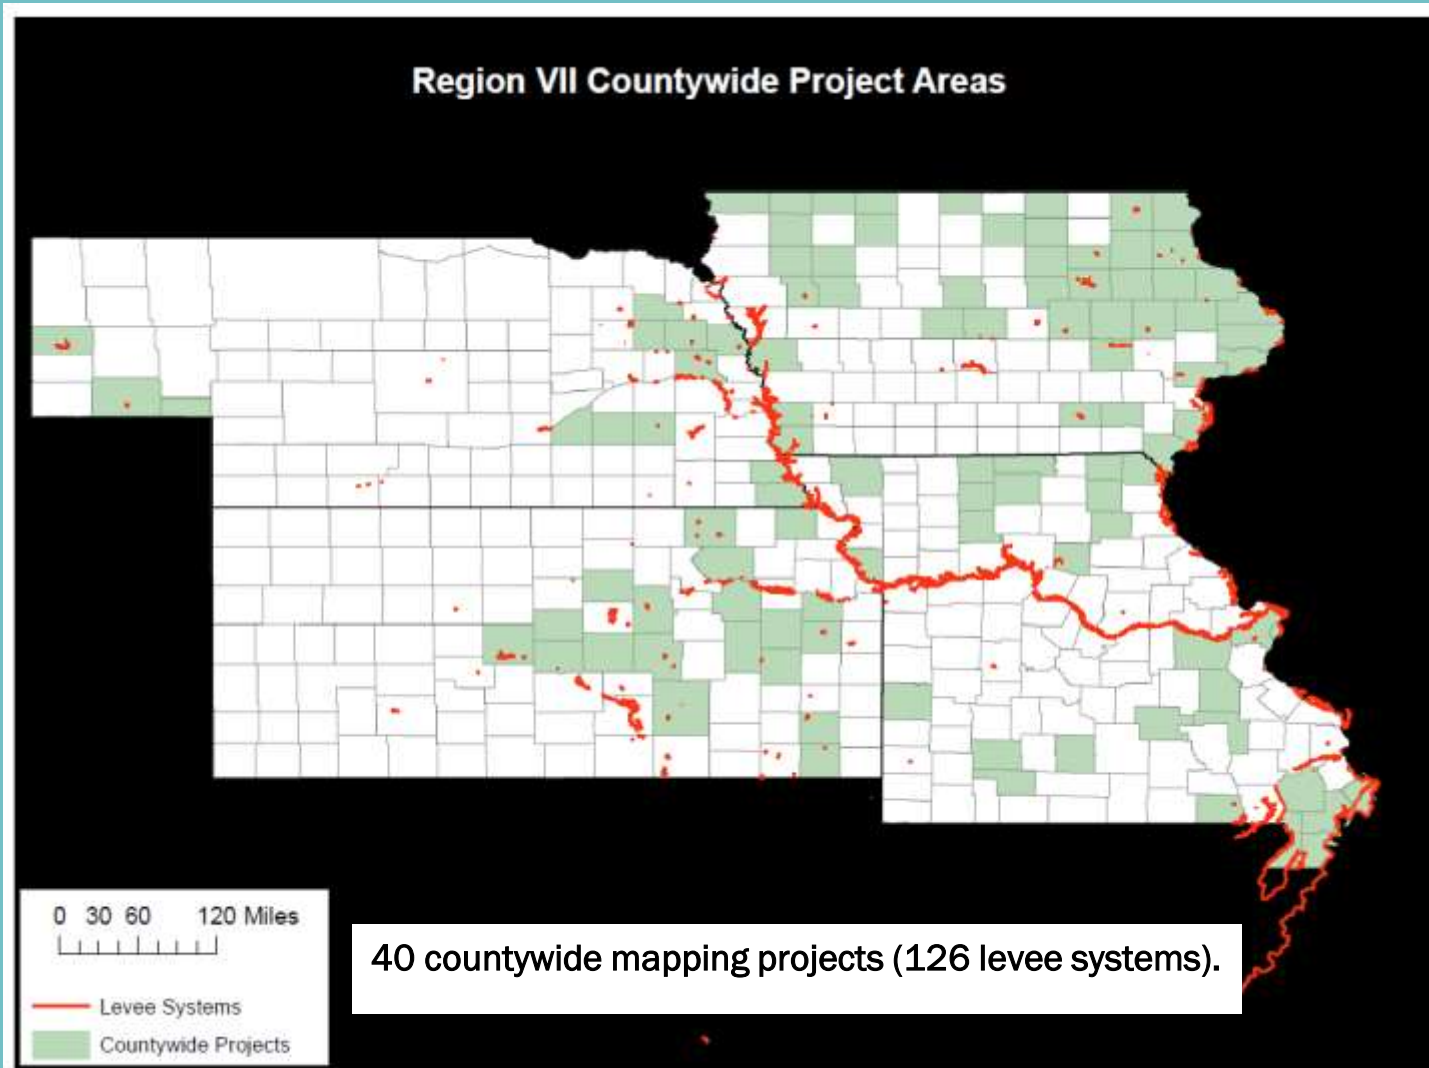 Region VII Countywide Project Areas
0 30 60 120 Miles
Levee Systems
Countywide Projects
40 countywide mapping projects (126 levee systems).